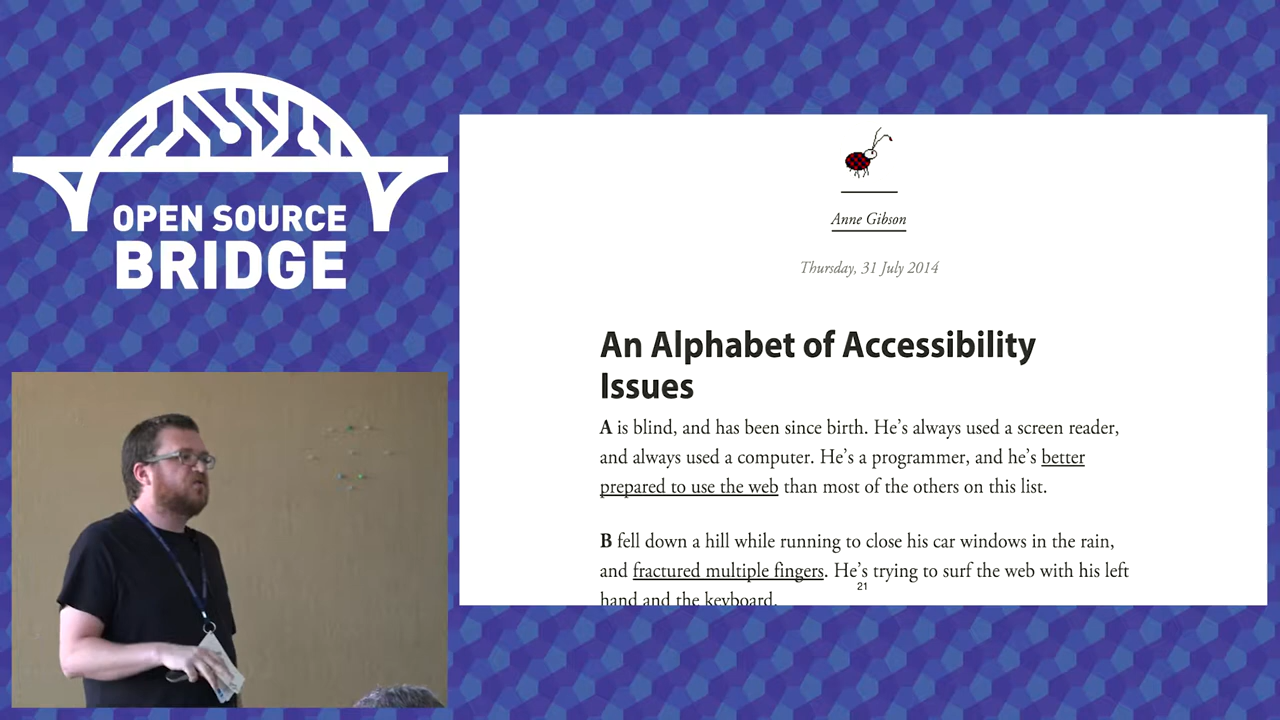 OPEN SOURCE
BRIDGE
Anne Gibson
Thursday, 31 July 2014
An Alphabet of Accessibility
Issues
A is blind, and has been since birth. He’s always used a screen reader,
and always used a computer. He’s a programmer, and he’s better
prepared to use the web than most of the others on this list.
B fell down a hill while running to close his car windows in the rain,
and fractured multiple fingers. He’s trying to surf the web with his left
21
hand and the keyboard.